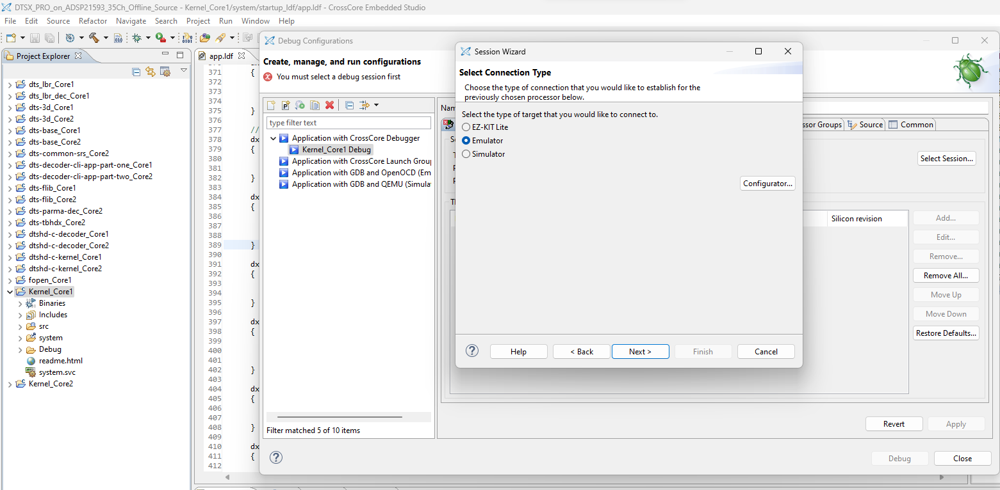 DTSX_PRO_on_ADSP21593_35Ch_Offline_Source - Kernel_Core1/system/startup_ldf/app.ldf - CrossCore Embedded Studio
File Edit Source Refactor Navigate Search Project Run Window Help
Project Explorer
dts_lbr_Core1
dts_lbr_dec_Core1
dts-3d_Core1
dts-3d_Core2
dts-base_Core1
dts-base_Core2
dts-common-srs_Core2
dts-decoder-cli-app-part-one_Core1
dts-decoder-cli-app-part-two_Core2
dts-flib_Core1
dts-flib_Core2
dts-parma-dec_Core2
dts-tbhdx_Core2
dtshd-c-decoder_Core1
dtshd-c-decoder_Core2
dtshd-c-kernel_Core1
dtshd-c-kernel_Core2
fopen_Core1
Kernel_Core1
Binaries
Includes
src
system
Debug
readme.html
system.svc
Kernel_Core2
app.ldf
371 {
372
373
374
375 }
376
377 //
378 dx
379 {
380
381
382 }
383
384 dx
385 {
386
387
388
389 }
390
391 dx
392 {
393
394
395 }
396
397 dx
398 {
399
400
401
402 }
403
404 dx
405 {
406
407
408 }
409
410 dx
411 {
412
Debug Configurations
Create, manage, and run configurations
You must select a debug session first
type filter text
Application with CrossCore Debugger
Kernel_Core1 Debug
Application with CrossCore Launch Grou
Application with GDB and OpenOCD (Em
Application with GDB and QEMU (Simula
Filter matched 5 of 10 items
Nam
ssor Groups Source Common
Select Session...
Silicon revision
Add...
Edit...
Remove...
Remove All...
Move Up
Move Down
Restore Defaults...
Revert Apply
Debug Close
Session Wizard
Select Connection Type
Choose the type of connection that you would like to establish for the
previously chosen processor below.
Select the type of target that you would like to connect to.
EZ-KIT Lite
Emulator
Simulator
Configurator...
Help < Back Next > Finish Cancel